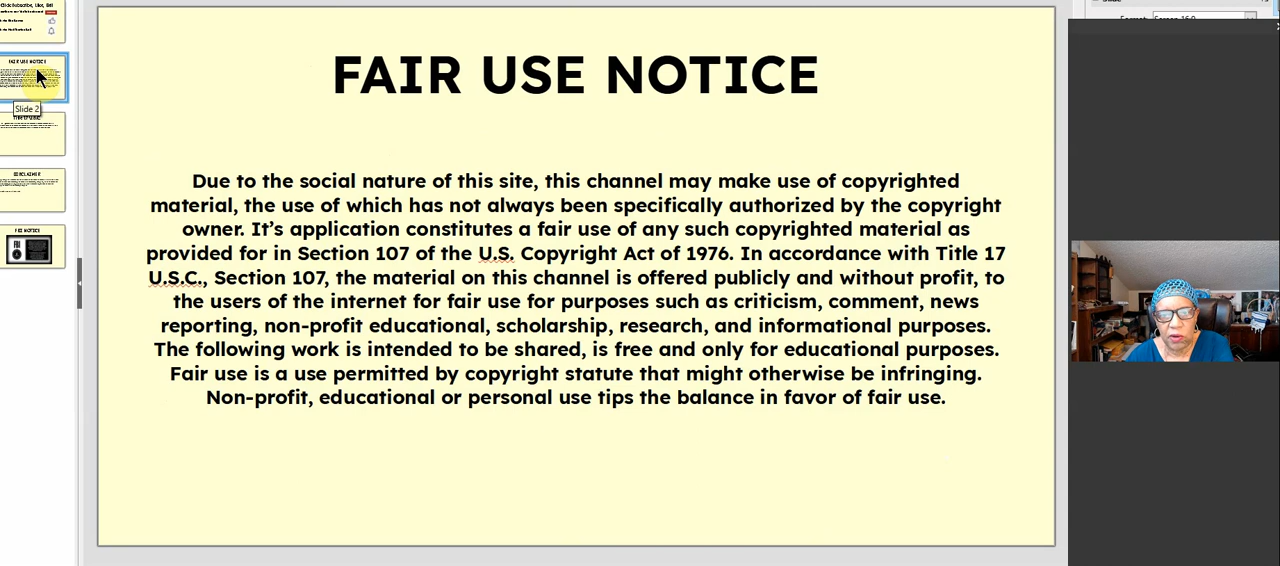 Click Subscribe, Like, Bell
FAIR USE NOTICE
Slide 2
DISCLAIMER
FBI NOTICE
FAIR USE NOTICE
Due to the social nature of this site, this channel may make use of copyrighted
material, the use of which has not always been specifically authorized by the copyright
owner. It’s application constitutes a fair use of any such copyrighted material as
provided for in Section 107 of the U.S. Copyright Act of 1976. In accordance with Title 17
U.S.C., Section 107, the material on this channel is offered publicly and without profit, to
the users of the internet for fair use for purposes such as criticism, comment, news
reporting, non-profit educational, scholarship, research, and informational purposes.
The following work is intended to be shared, is free and only for educational purposes.
Fair use is a use permitted by copyright statute that might otherwise be infringing.
Non-profit, educational or personal use tips the balance in favor of fair use.